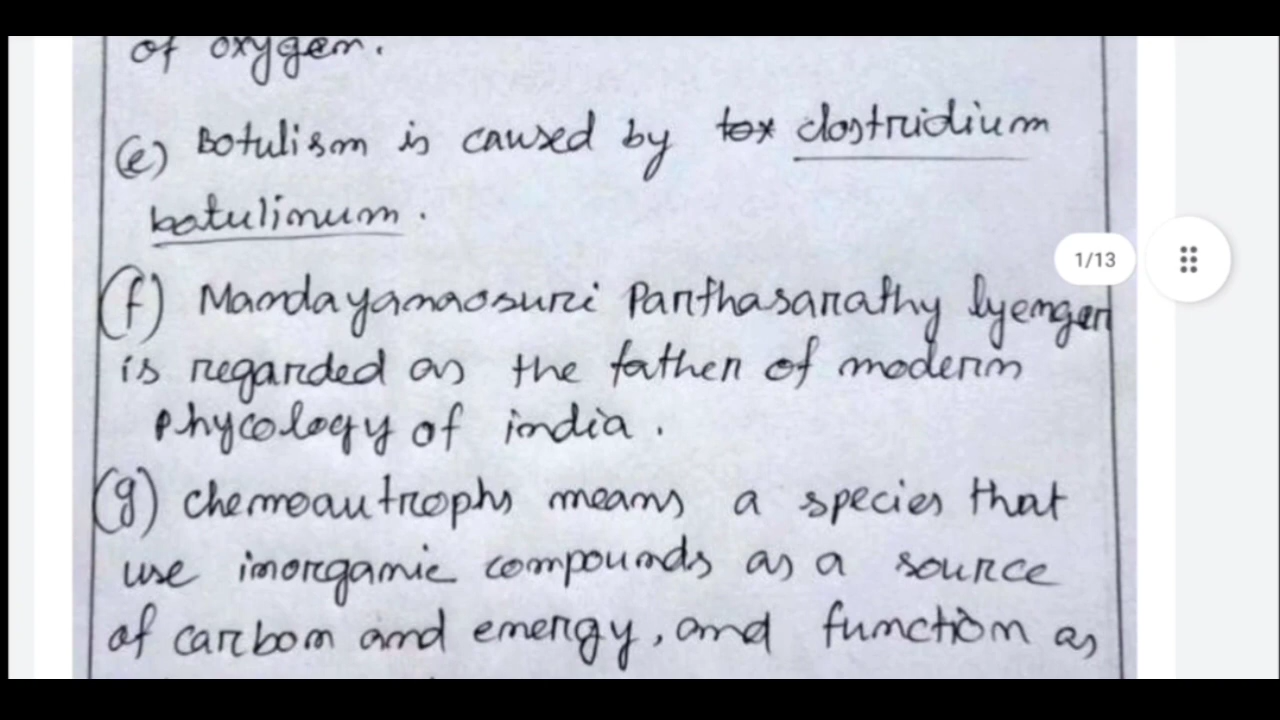 of oxygen.
(e) Botulism is caused by tox clostridium
botulinum.
(f) Mandayamaosuri Parthasarathy lyengar
is regarded as the father of modern
phycology of india.
(g) chemoautrophs means a species that
use inorganic compounds as a source
of carbon and energy, and function as
1/13